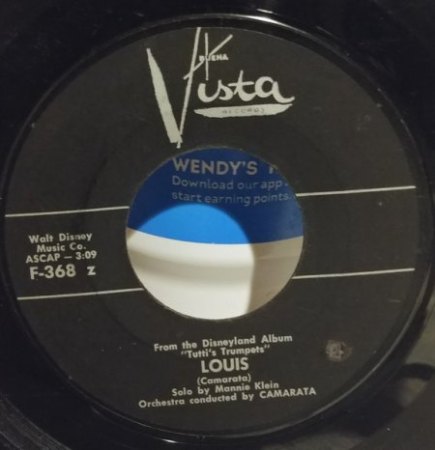 BUENA
Vista
RECORDS
WENDY'S
Download our app
start earning points.
Walt Disney
Music Co.
ASCAP — 3:09
F-368 z
From the Disneyland Album
"Tutti's Trumpets"
LOUIS
(Camarata)
Solo by Mannie Klein
Orchestra conducted by CAMARATA